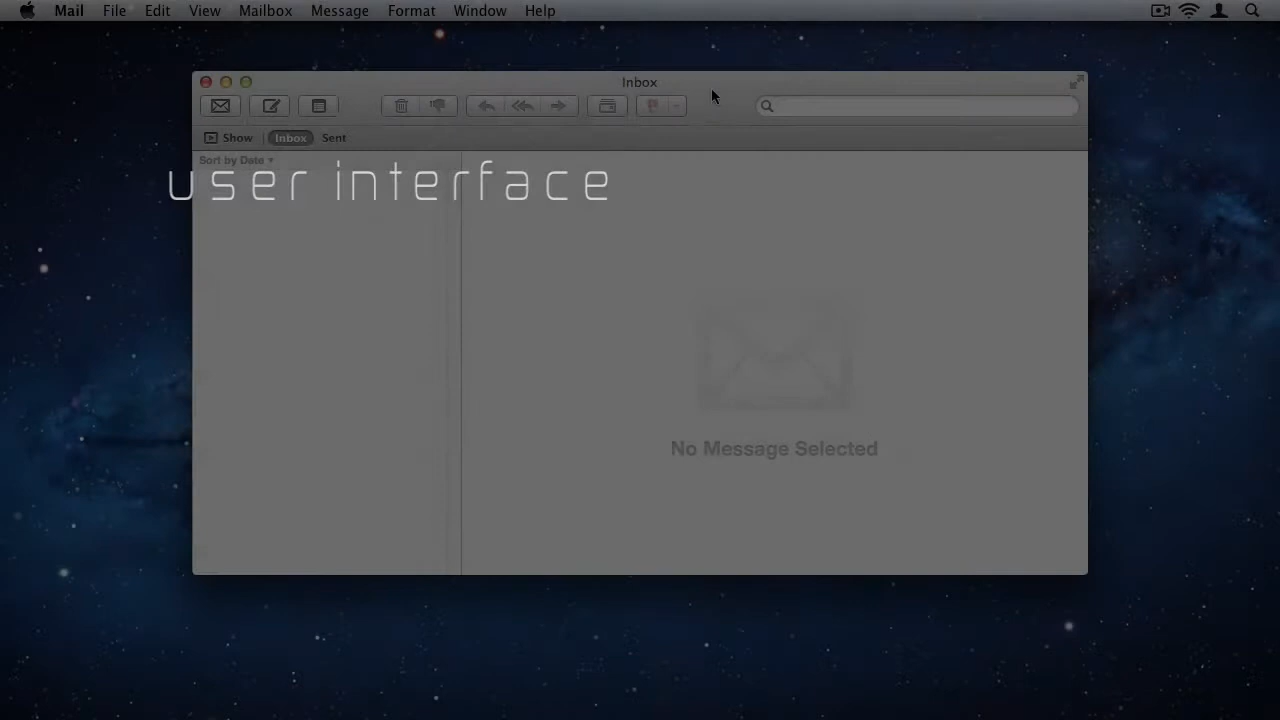 Mail File Edit View Mailbox Message Format Window Help
Inbox
Show Inbox Sent
Sort by Date
user interface
No Message Selected